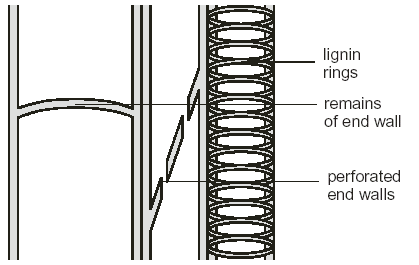 lignin
rings
remains
of end wall
perforated
end walls